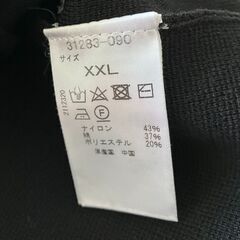 31283-090
サイズ
XXL
ナイロン 43%
綿 37%
ポリエステル 20%
原産国 中国